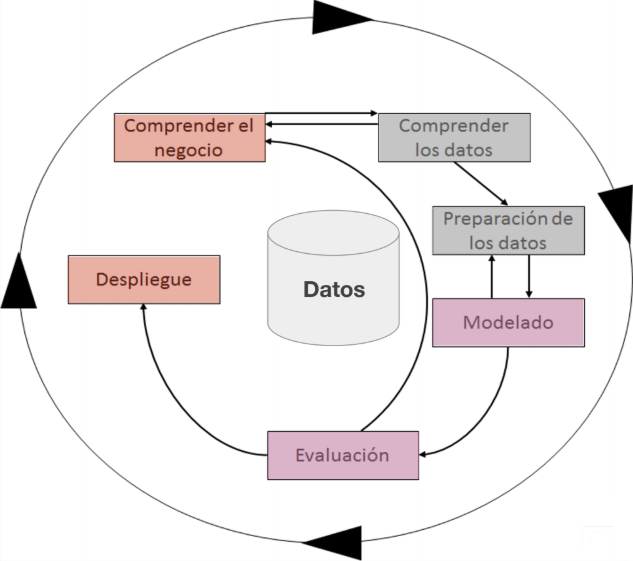 Comprender el
negocio
Comprender
los datos
Preparación de
los datos
Despliegue
Datos
Modelado
Evaluación